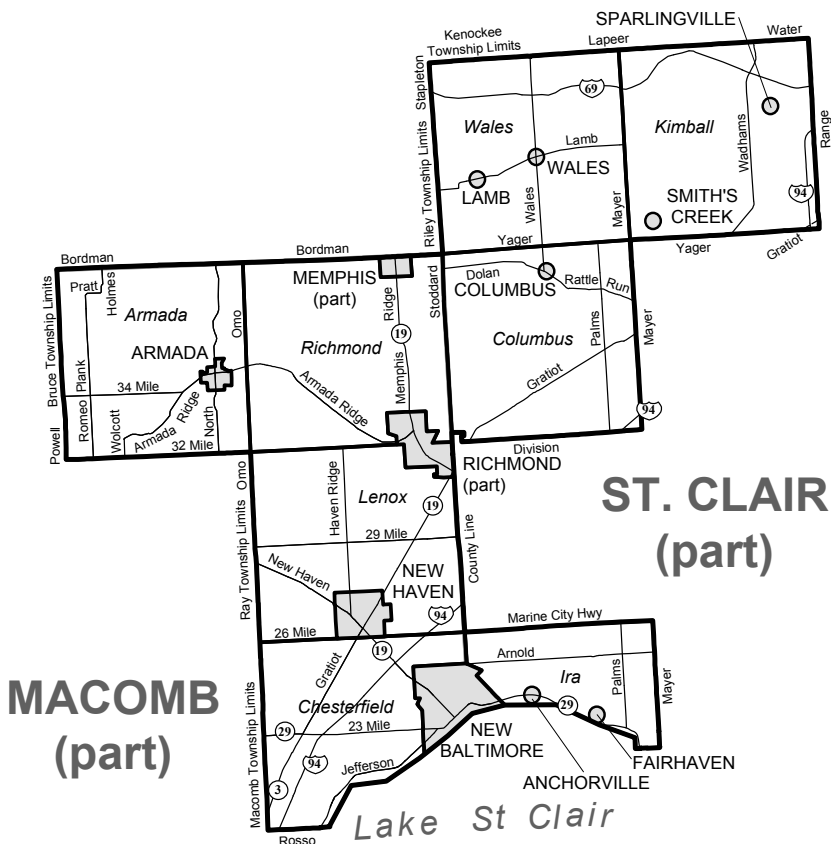 SPARLINGVILLE
Kenockee
Township Limits
Lapeer
Water
Stapleton
69
Wales
Kimball
Wadhams
Range
Riley Township Limits
Lamb
WALES
LAMB
Wales
Mayer
SMITH'S
CREEK
94
Yager
Yager
Gratiot
Bordman
Bordman
Pratt
Holmes
MEMPHIS
(part)
Stoddard
Dolan
COLUMBUS
Rattle
Run
Bruce Township Limits
Armada
Omo
Ridge
19
Richmond
Columbus
Palms
Mayer
ARMADA
Plank
34 Mile
Memphis
Gratiot
Armada Ridge
Powell
Romeo
Wolcott
Armada
Ridge
North
32 Mile
94
Division
RICHMOND
(part)
Omo
Haven Ridge
Lenox
19
ST. CLAIR
(part)
29 Mile
Ray Township Limits
New Haven
NEW
HAVEN
County Line
94
26 Mile
Marine City Hwy
19
Gratiot
Arnold
Ira
Palms
Mayer
MACOMB
(part)
Macomb Township Limits
Chesterfield
29
23 Mile
29
NEW
BALTIMORE
FAIRHAVEN
94
Jefferson
ANCHORVILLE
3
Lake St Clair
Rosso